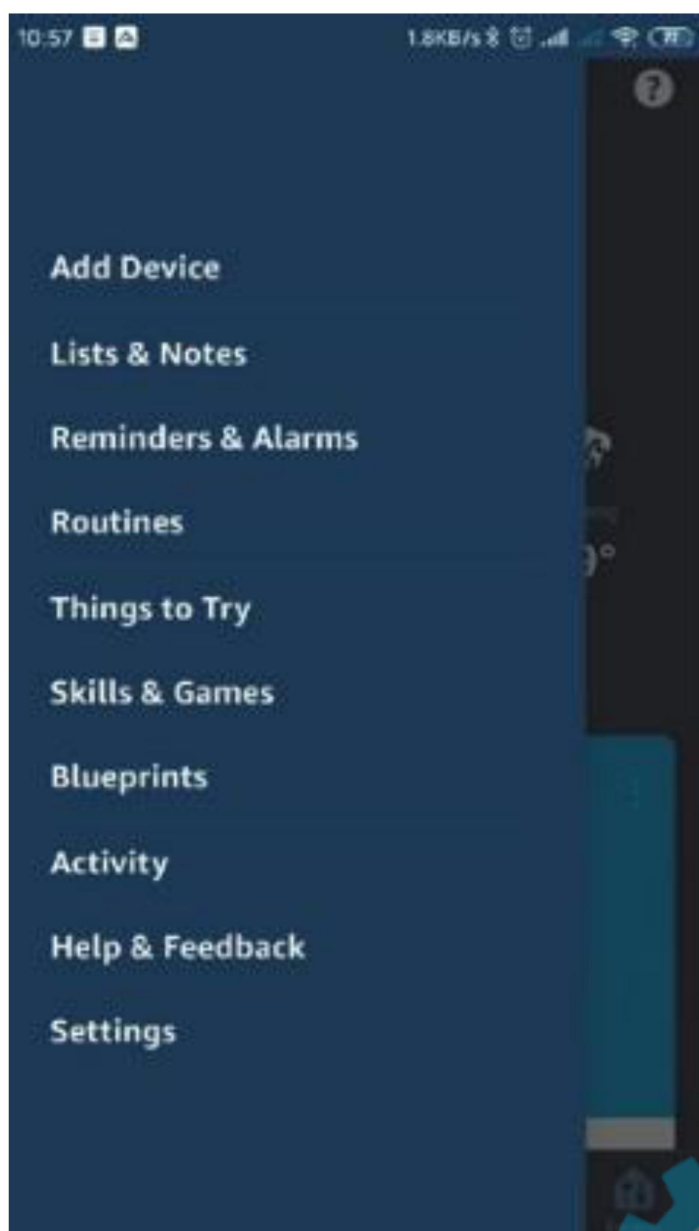 10:57 1.8KB/s
?
Add Device
Lists & Notes
Reminders & Alarms
Routines
Things to Try
Skills & Games
Blueprints
Activity
Help & Feedback
Settings